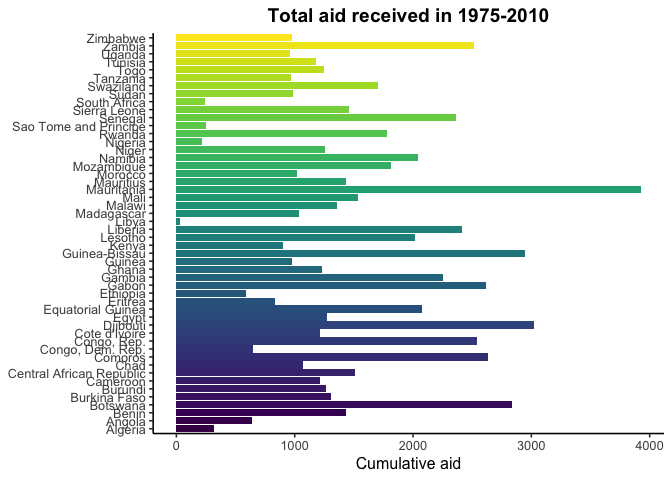 Total aid received in 1975-2010
Zimbabwe
Zambia
Uganda
Tunisia
Togo
Tanzania
Swaziland
Sudan
South Africa
Sierra Leone
Senegal
Sao Tome and Principe
Rwanda
Nigeria
Niger
Namibia
Mozambique
Morocco
Mauritius
Mauritania
Mali
Malawi
Madagascar
Libya
Liberia
Lesotho
Kenya
Guinea-Bissau
Guinea
Ghana
Gambia
Gabon
Ethiopia
Eritrea
Equatorial Guinea
Egypt
Djibouti
Cote d'Ivoire
Congo, Rep.
Congo, Dem. Rep.
Comoros
Chad
Central African Republic
Cameroon
Burundi
Burkina Faso
Botswana
Benin
Angola
Algeria
0 1000 2000 3000 4000
Cumulative aid